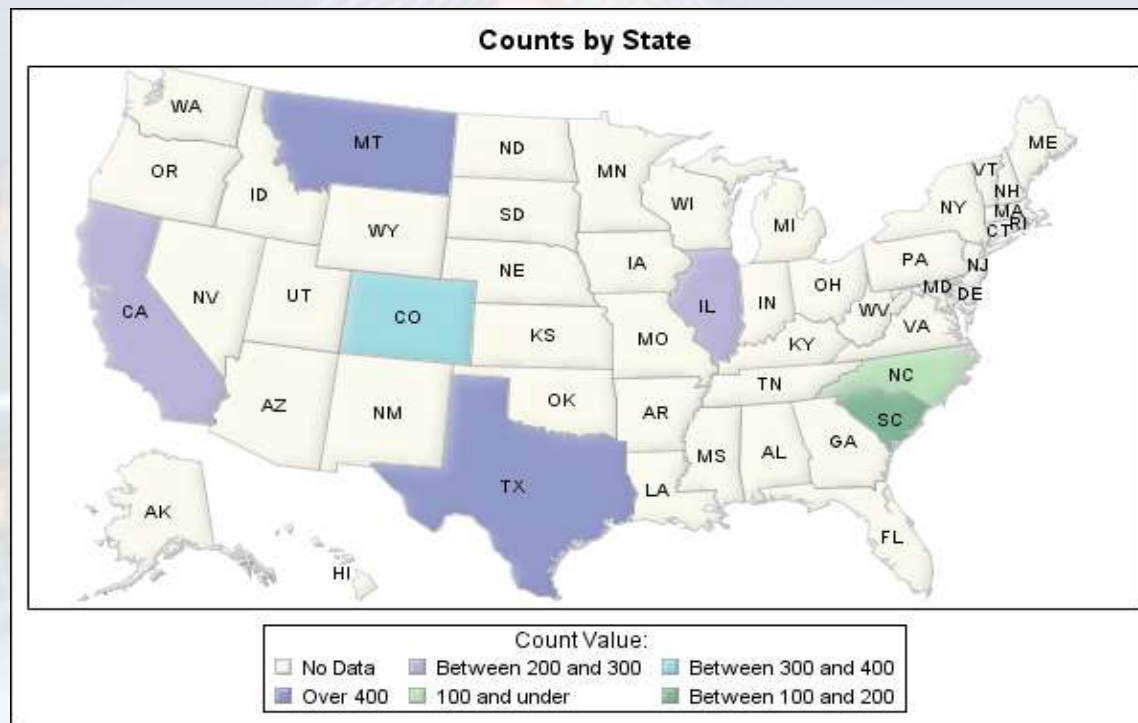 Counts by State
WA
MT
ND
MN
ME
OR
ID
SD
WI
MI
VT
NH
NY
MA
RI
CT
WY
NE
IA
PA
NJ
OH
MD
DE
CA
NV
UT
CO
KS
MO
IL
IN
WV
VA
KY
AZ
NM
OK
AR
TN
NC
SC
TX
LA
MS
AL
GA
FL
AK
HI
Count Value:
No Data Between 200 and 300 Between 300 and 400
Over 400 100 and under Between 100 and 200